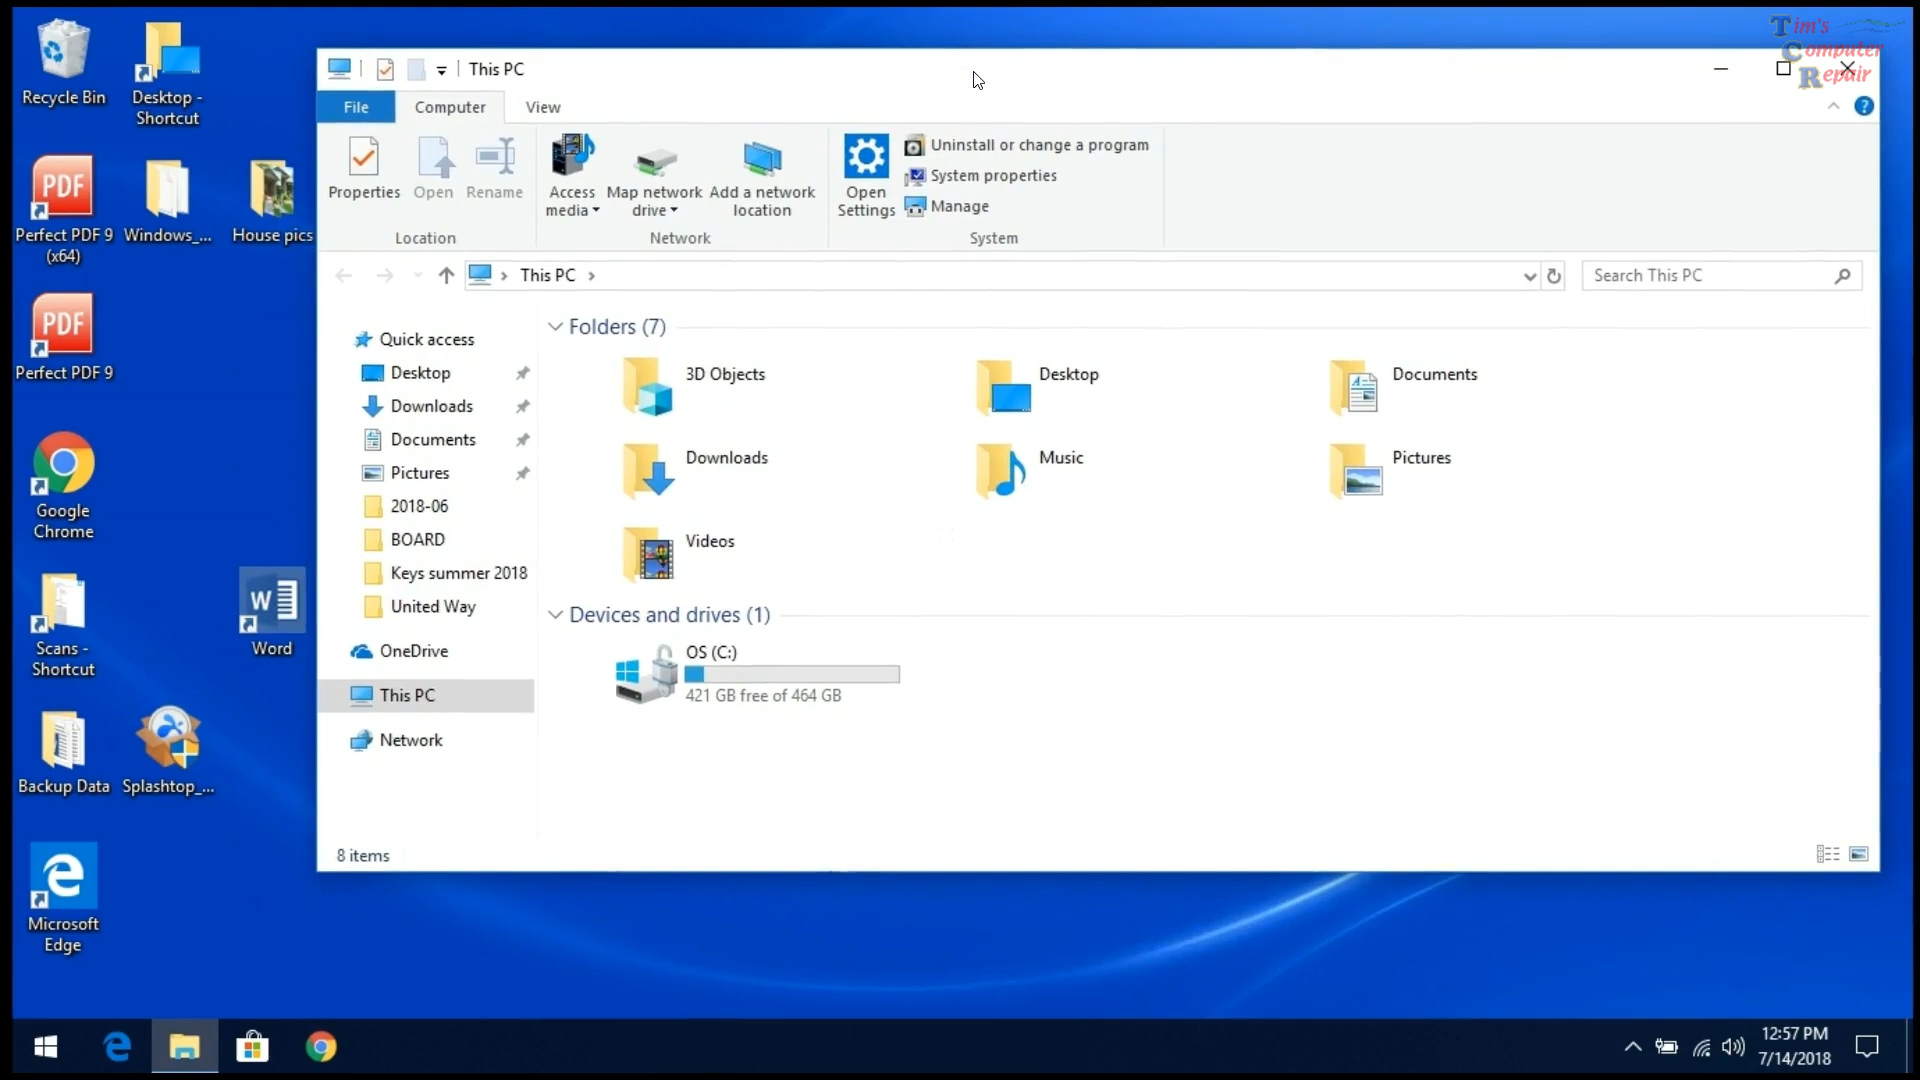 Tim's
Computer
Repair
Recycle Bin
Desktop -
Shortcut
PDF
Perfect PDF 9
(x64)
Windows_...
House pics
PDF
Perfect PDF 9
Google
Chrome
Scans -
Shortcut
W
Word
Backup Data
Splashtop_...
Microsoft
Edge
This PC
File
Computer
View
Properties
Open
Rename
Location
Access
media
Map network
drive
Add a network
location
Network
Open
Settings
Uninstall or change a program
System properties
Manage
System
This PC
Search This PC
Quick access
Desktop
Downloads
Documents
Pictures
2018-06
BOARD
Keys summer 2018
United Way
OneDrive
This PC
Network
Folders (7)
3D Objects
Desktop
Documents
Downloads
Music
Pictures
Videos
Devices and drives (1)
OS (C:)
421 GB free of 464 GB
8 items
12:57 PM
7/14/2018